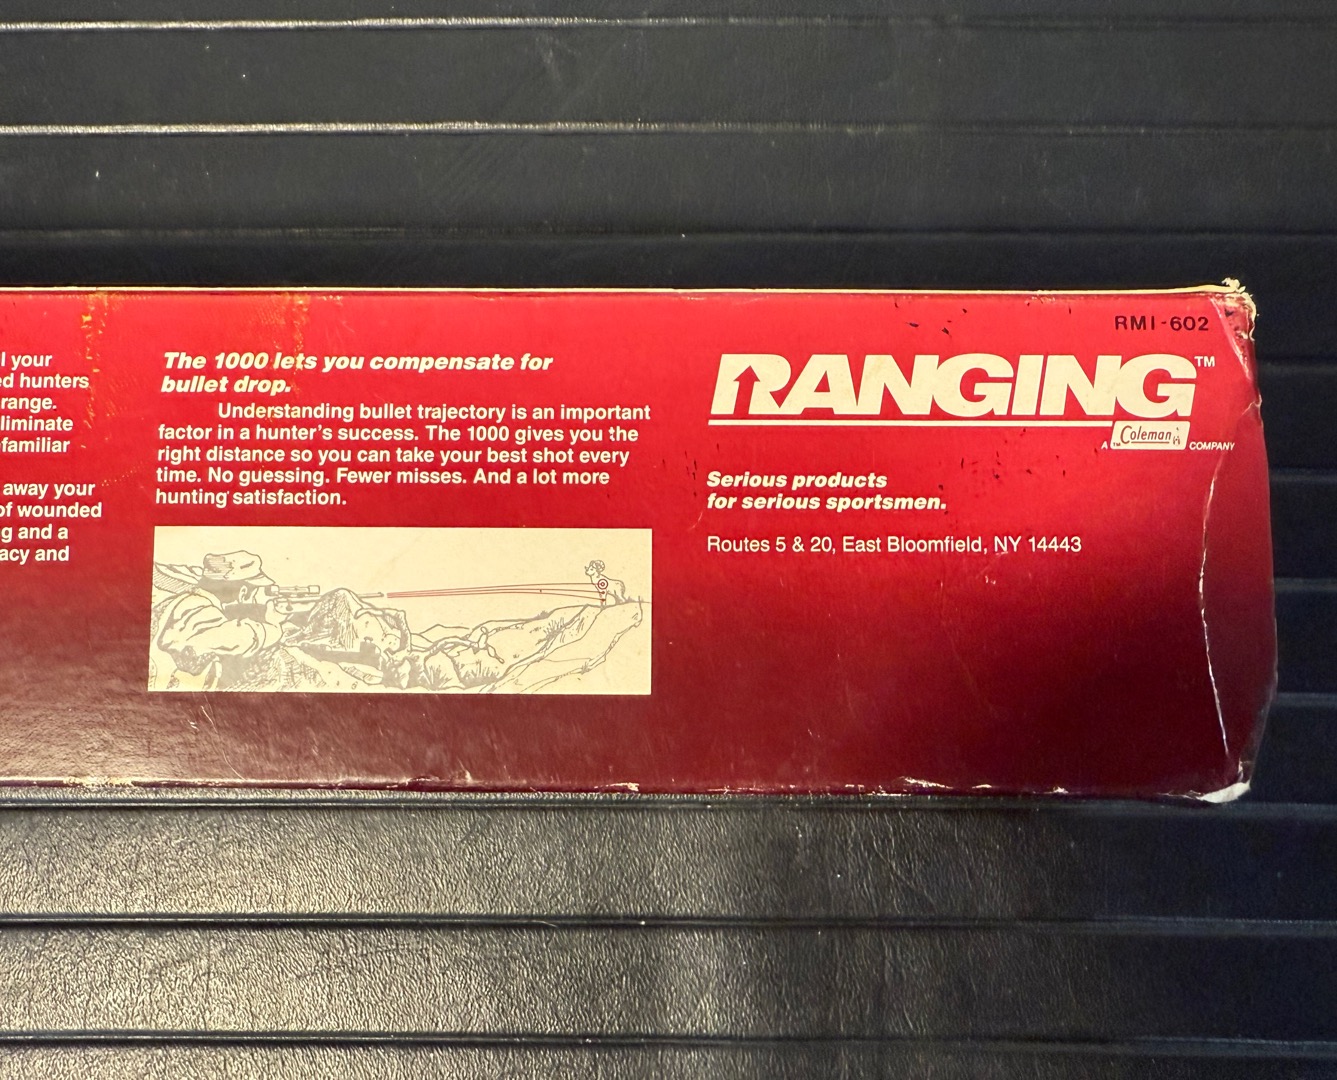 l your
ed hunters
range.
liminate
familiar
away your
of wounded
g and a
acy and
The 1000 lets you compensate for
bullet drop.
Understanding bullet trajectory is an important
factor in a hunter's success. The 1000 gives you the
right distance so you can take your best shot every
time. No guessing. Fewer misses. And a lot more
hunting satisfaction.
RMI-602
RANGING™
A Coleman COMPANY
Serious products
for serious sportsmen.
Routes 5 & 20, East Bloomfield, NY 14443